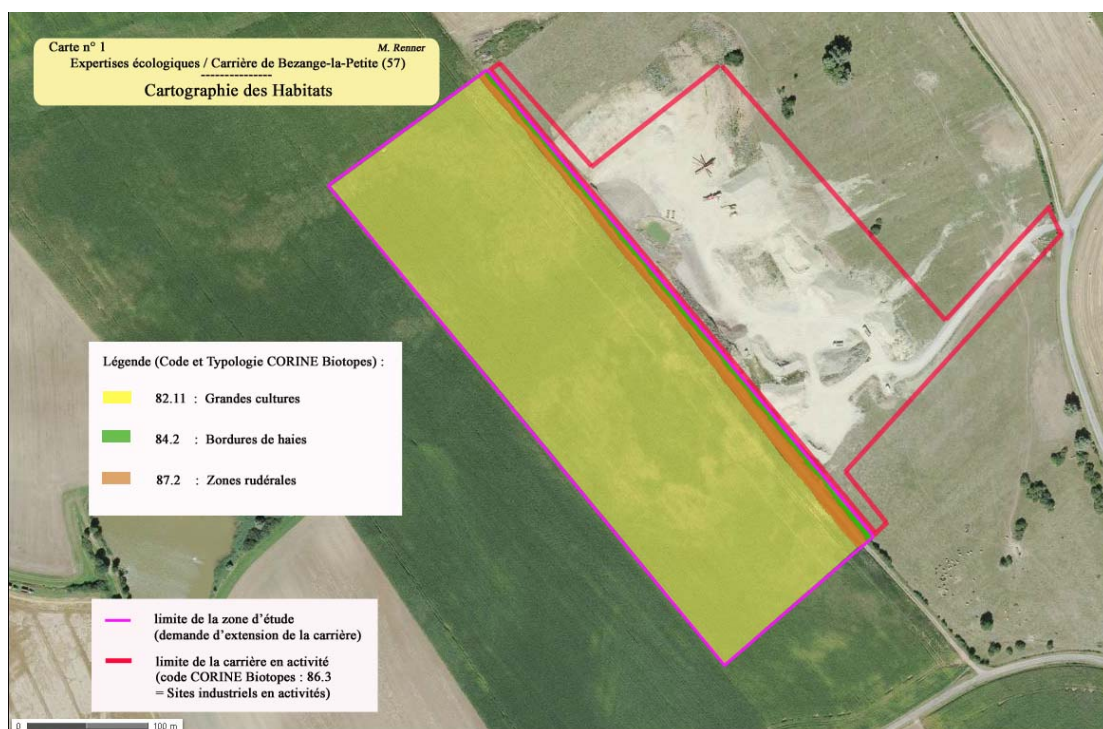 Carte n° 1
M. Renner
Expertises écologiques / Carrière de Bezange-la-Petite (57)
---------------
Cartographie des Habitats
Légende (Code et Typologie CORINE Biotopes) :
82.11 : Grandes cultures
84.2 : Bordures de haies
87.2 : Zones rudérales
limite de la zone d'étude
(demande d'extension de la carrière)
limite de la carrière en activité
(code CORINE Biotopes : 86.3
= Sites industriels en activités)
0 100 m